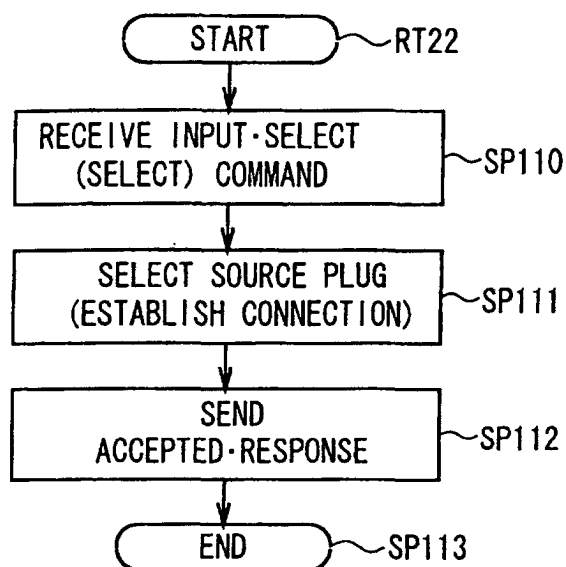 START
RT22
RECEIVE INPUT·SELECT
(SELECT) COMMAND
SP110
SELECT SOURCE PLUG
(ESTABLISH CONNECTION)
SP111
SEND
ACCEPTED·RESPONSE
SP112
END
SP113